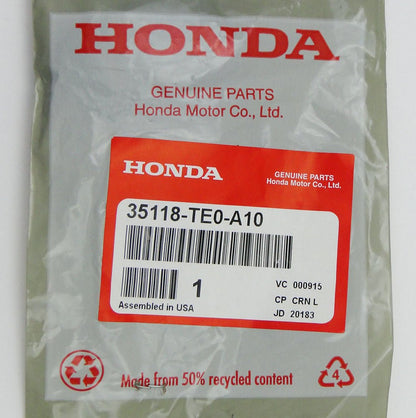 HONDA
GENUINE PARTS
Honda Motor Co., Ltd.
HONDA
GENUINE PARTS
Honda Motor Co., Ltd.
35118-TE0-A10
1
VC 000915
CP CRN L
JD 20183
Assembled in USA
Made from 50% recycled content
4